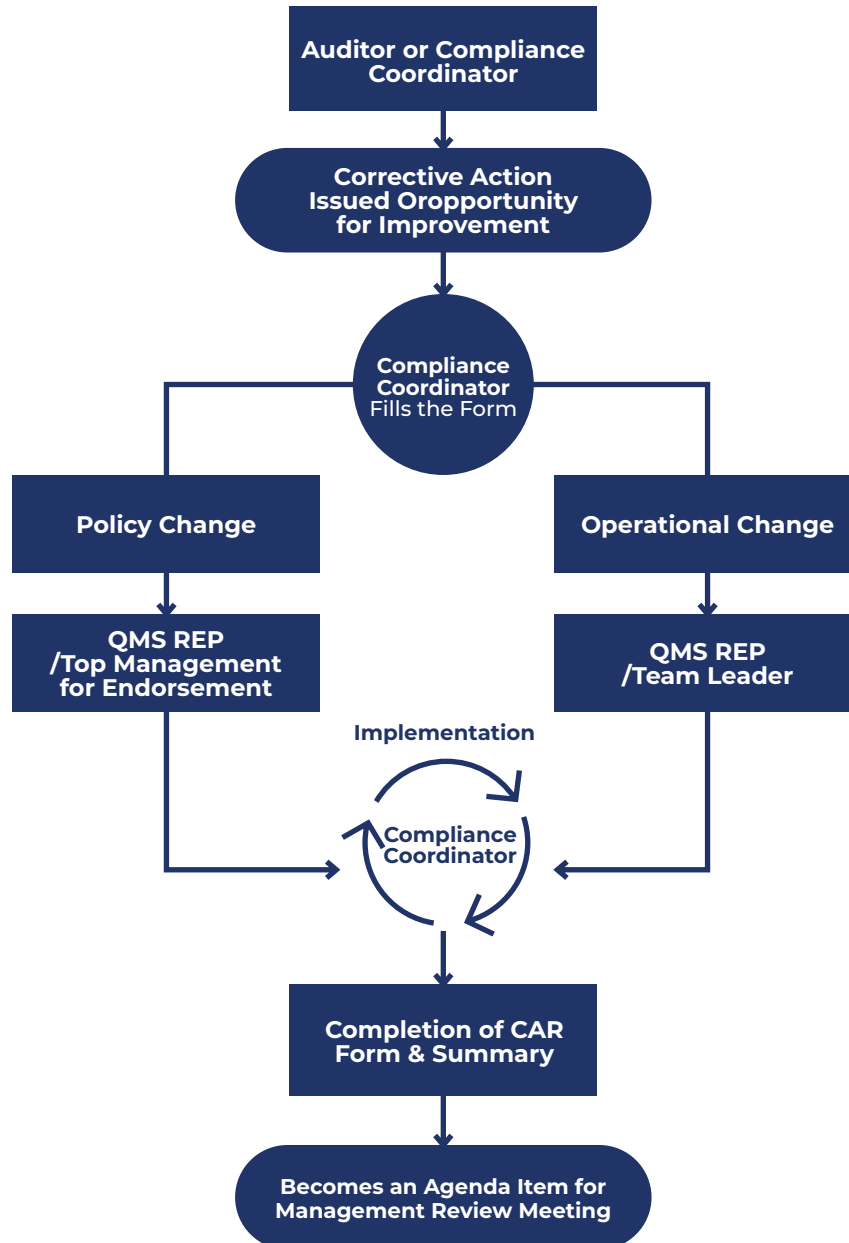 Auditor or Compliance
Coordinator
Corrective Action
Issued Oropportunity
for Improvement
Compliance
Coordinator
Fills the Form
Policy Change
Operational Change
QMS REP
/Top Management
for Endorsement
QMS REP
/Team Leader
Implementation
Compliance
Coordinator
Completion of CAR
Form & Summary
Becomes an Agenda Item for
Management Review Meeting